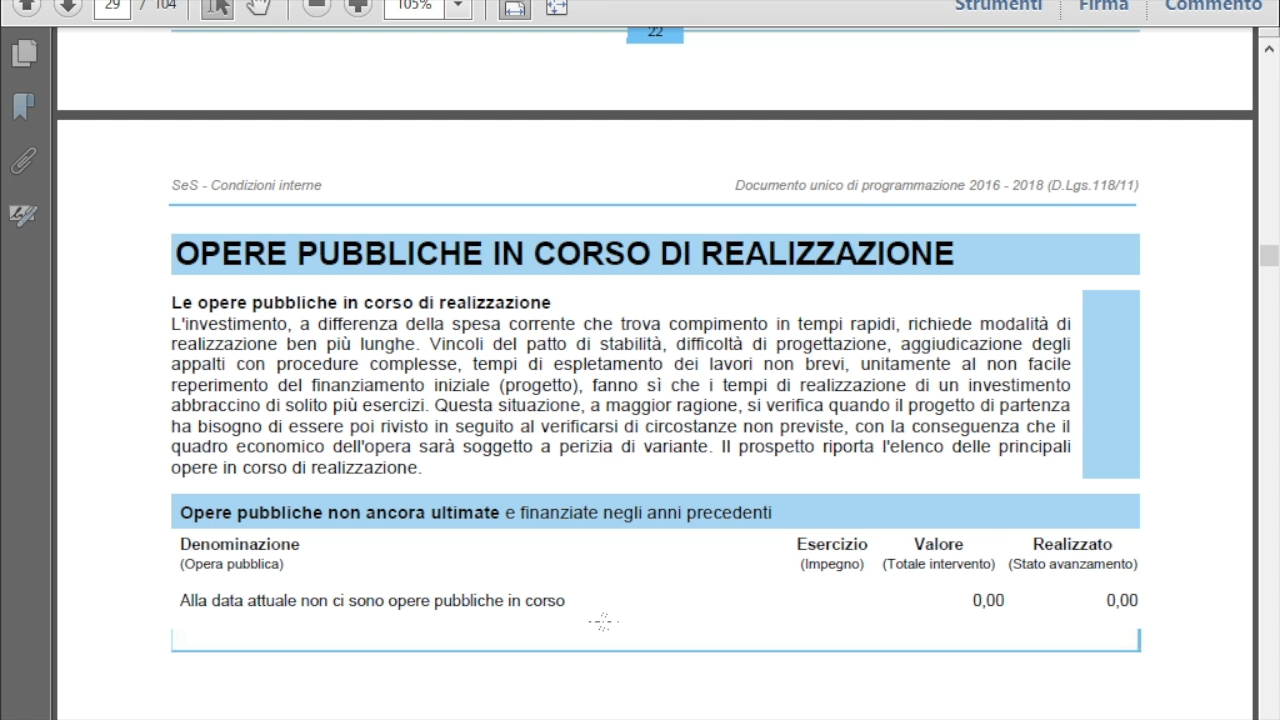 29 / 104 105% Strumenti Firma Commento
22
SeS - Condizioni interne Documento unico di programmazione 2016 - 2018 (D.Lgs.118/11)
OPERE PUBBLICHE IN CORSO DI REALIZZAZIONE
Le opere pubbliche in corso di realizzazione
L'investimento, a differenza della spesa corrente che trova compimento in tempi rapidi, richiede modalità di
realizzazione ben più lunghe. Vincoli del patto di stabilità, difficoltà di progettazione, aggiudicazione degli
appalti con procedure complesse, tempi di espletamento dei lavori non brevi, unitamente al non facile
reperimento del finanziamento iniziale (progetto), fanno sì che i tempi di realizzazione di un investimento
abbraccino di solito più esercizi. Questa situazione, a maggior ragione, si verifica quando il progetto di partenza
ha bisogno di essere poi rivisto in seguito al verificarsi di circostanze non previste, con la conseguenza che il
quadro economico dell'opera sarà soggetto a perizia di variante. Il prospetto riporta l'elenco delle principali
opere in corso di realizzazione.
Opere pubbliche non ancora ultimate e finanziate negli anni precedenti
Denominazione Esercizio Valore Realizzato
(Opera pubblica) (Impegno) (Totale intervento) (Stato avanzamento)
Alla data attuale non ci sono opere pubbliche in corso 0,00 0,00